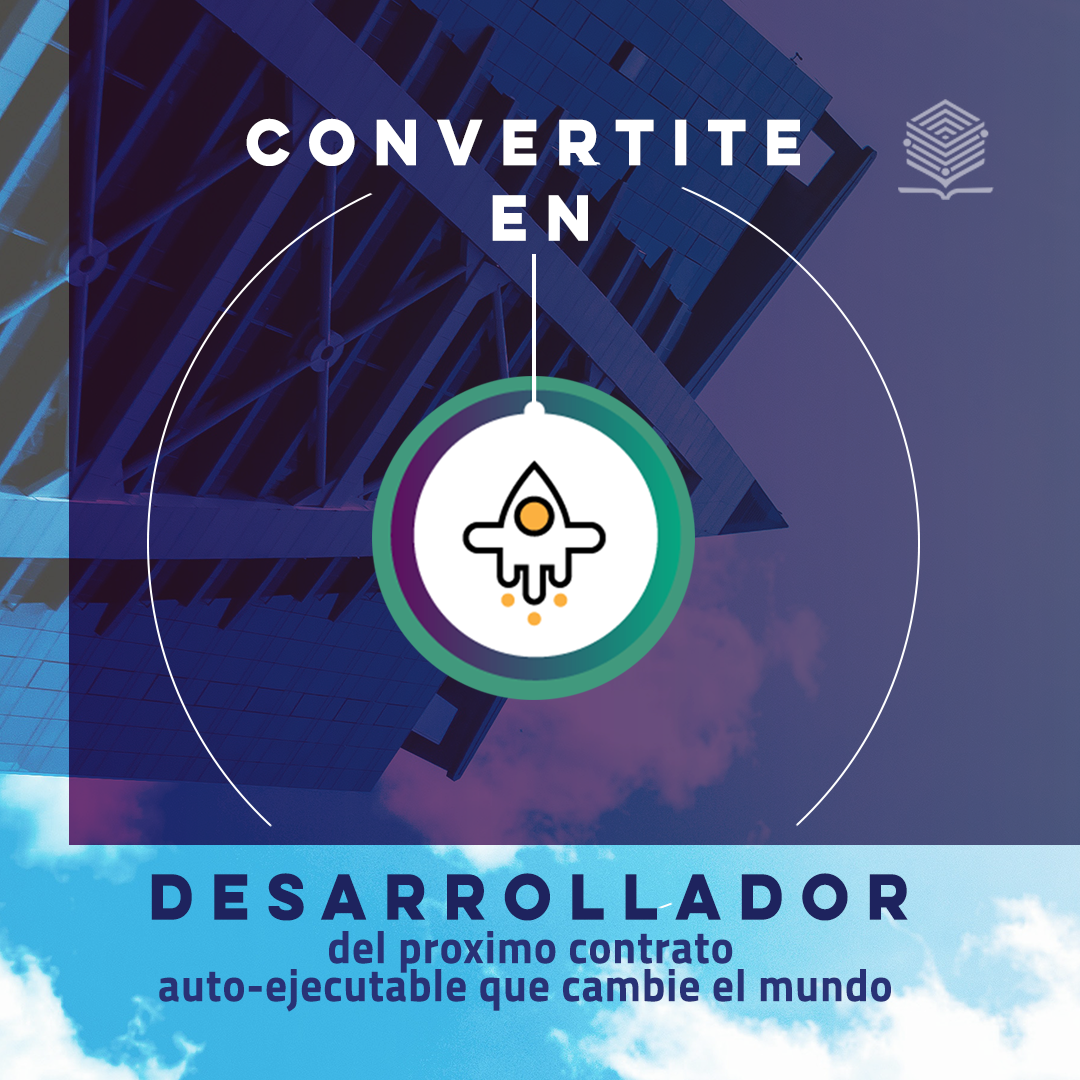 CONVERTITE
EN
DESARROLLADOR
del proximo contrato
auto-ejecutable que cambie el mundo